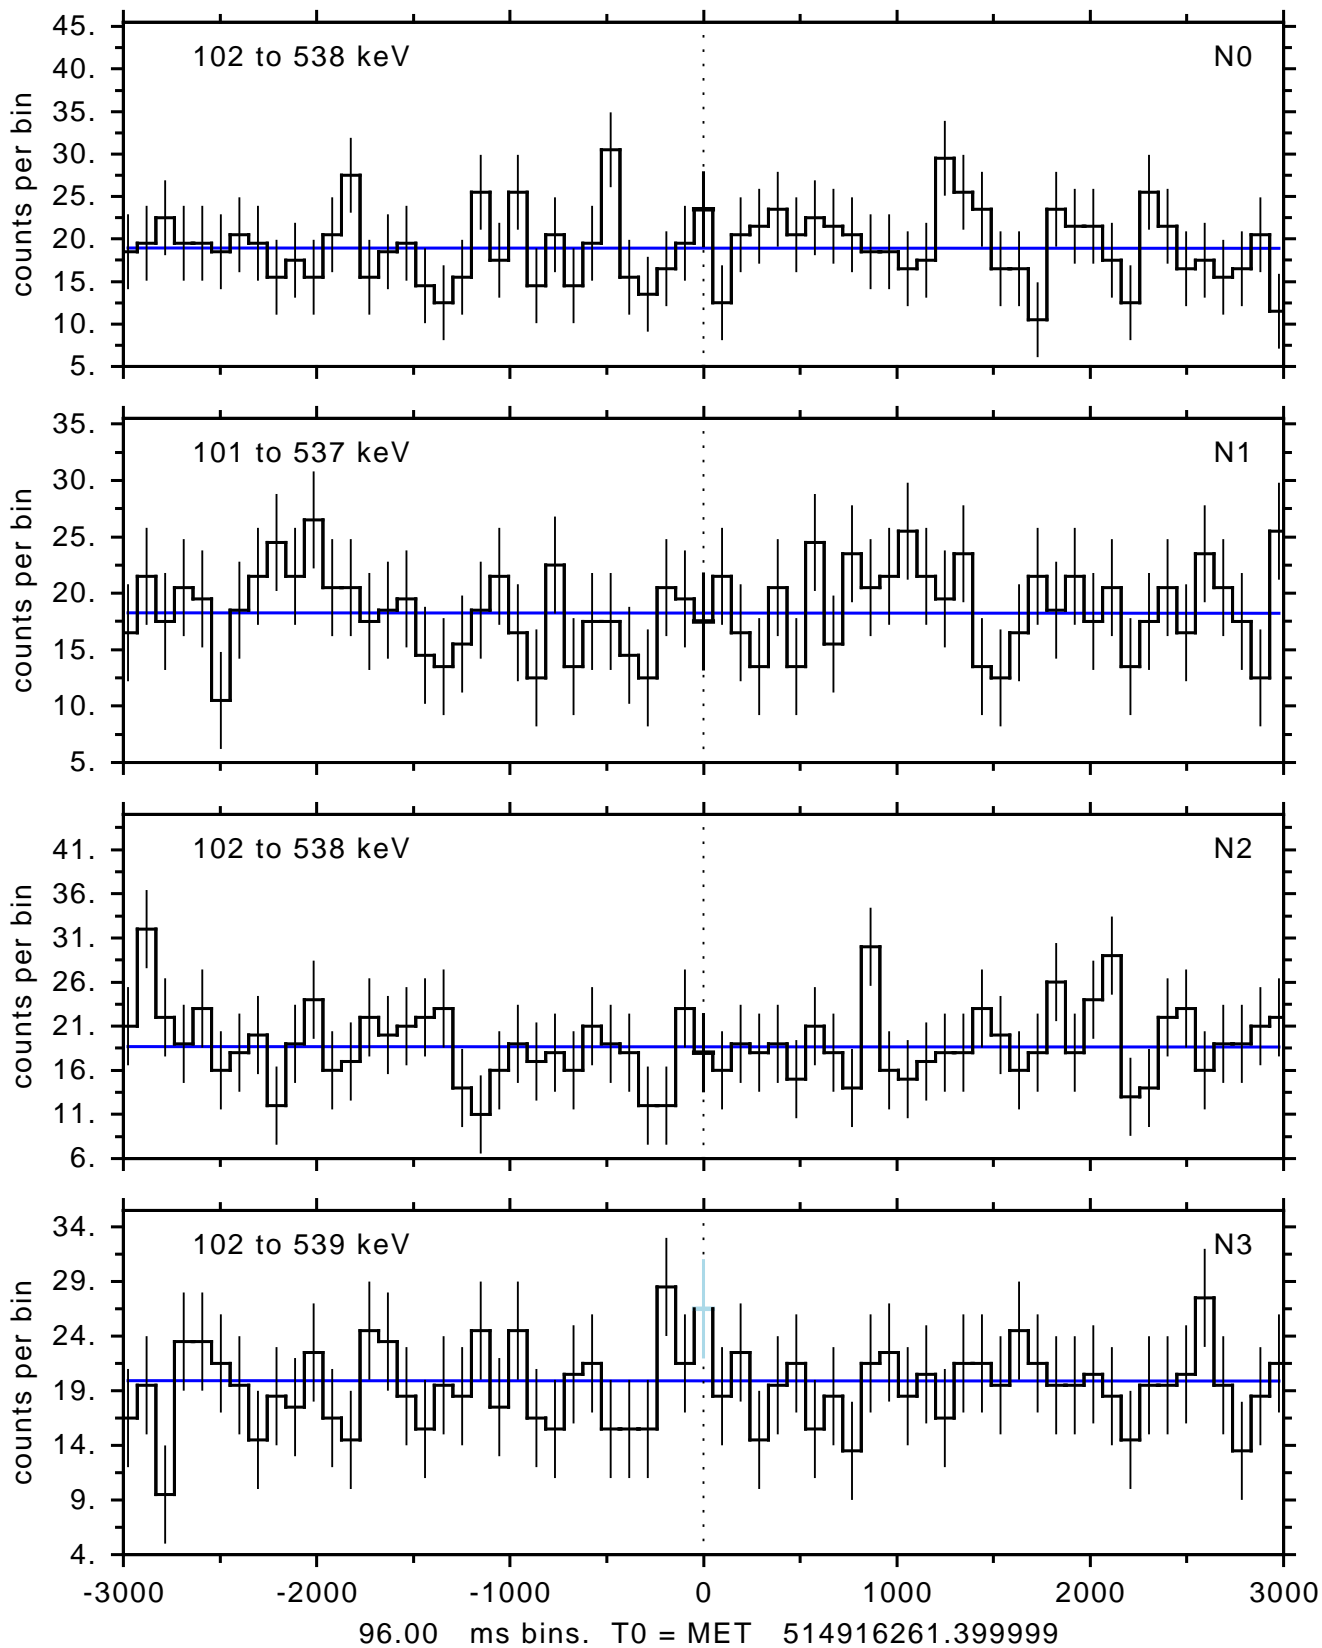 45.
40.
35.
30.
25.
20.
15.
10.
5.
counts per bin
102 to 538 keV
N0
35.
30.
25.
20.
15.
10.
5.
counts per bin
101 to 537 keV
N1
41.
36.
31.
26.
21.
16.
11.
6.
counts per bin
102 to 538 keV
N2
34.
29.
24.
19.
14.
9.
4.
counts per bin
102 to 539 keV
N3
-3000 -2000 -1000 0 1000 2000 3000
96.00 ms bins. T0 = MET 514916261.399999